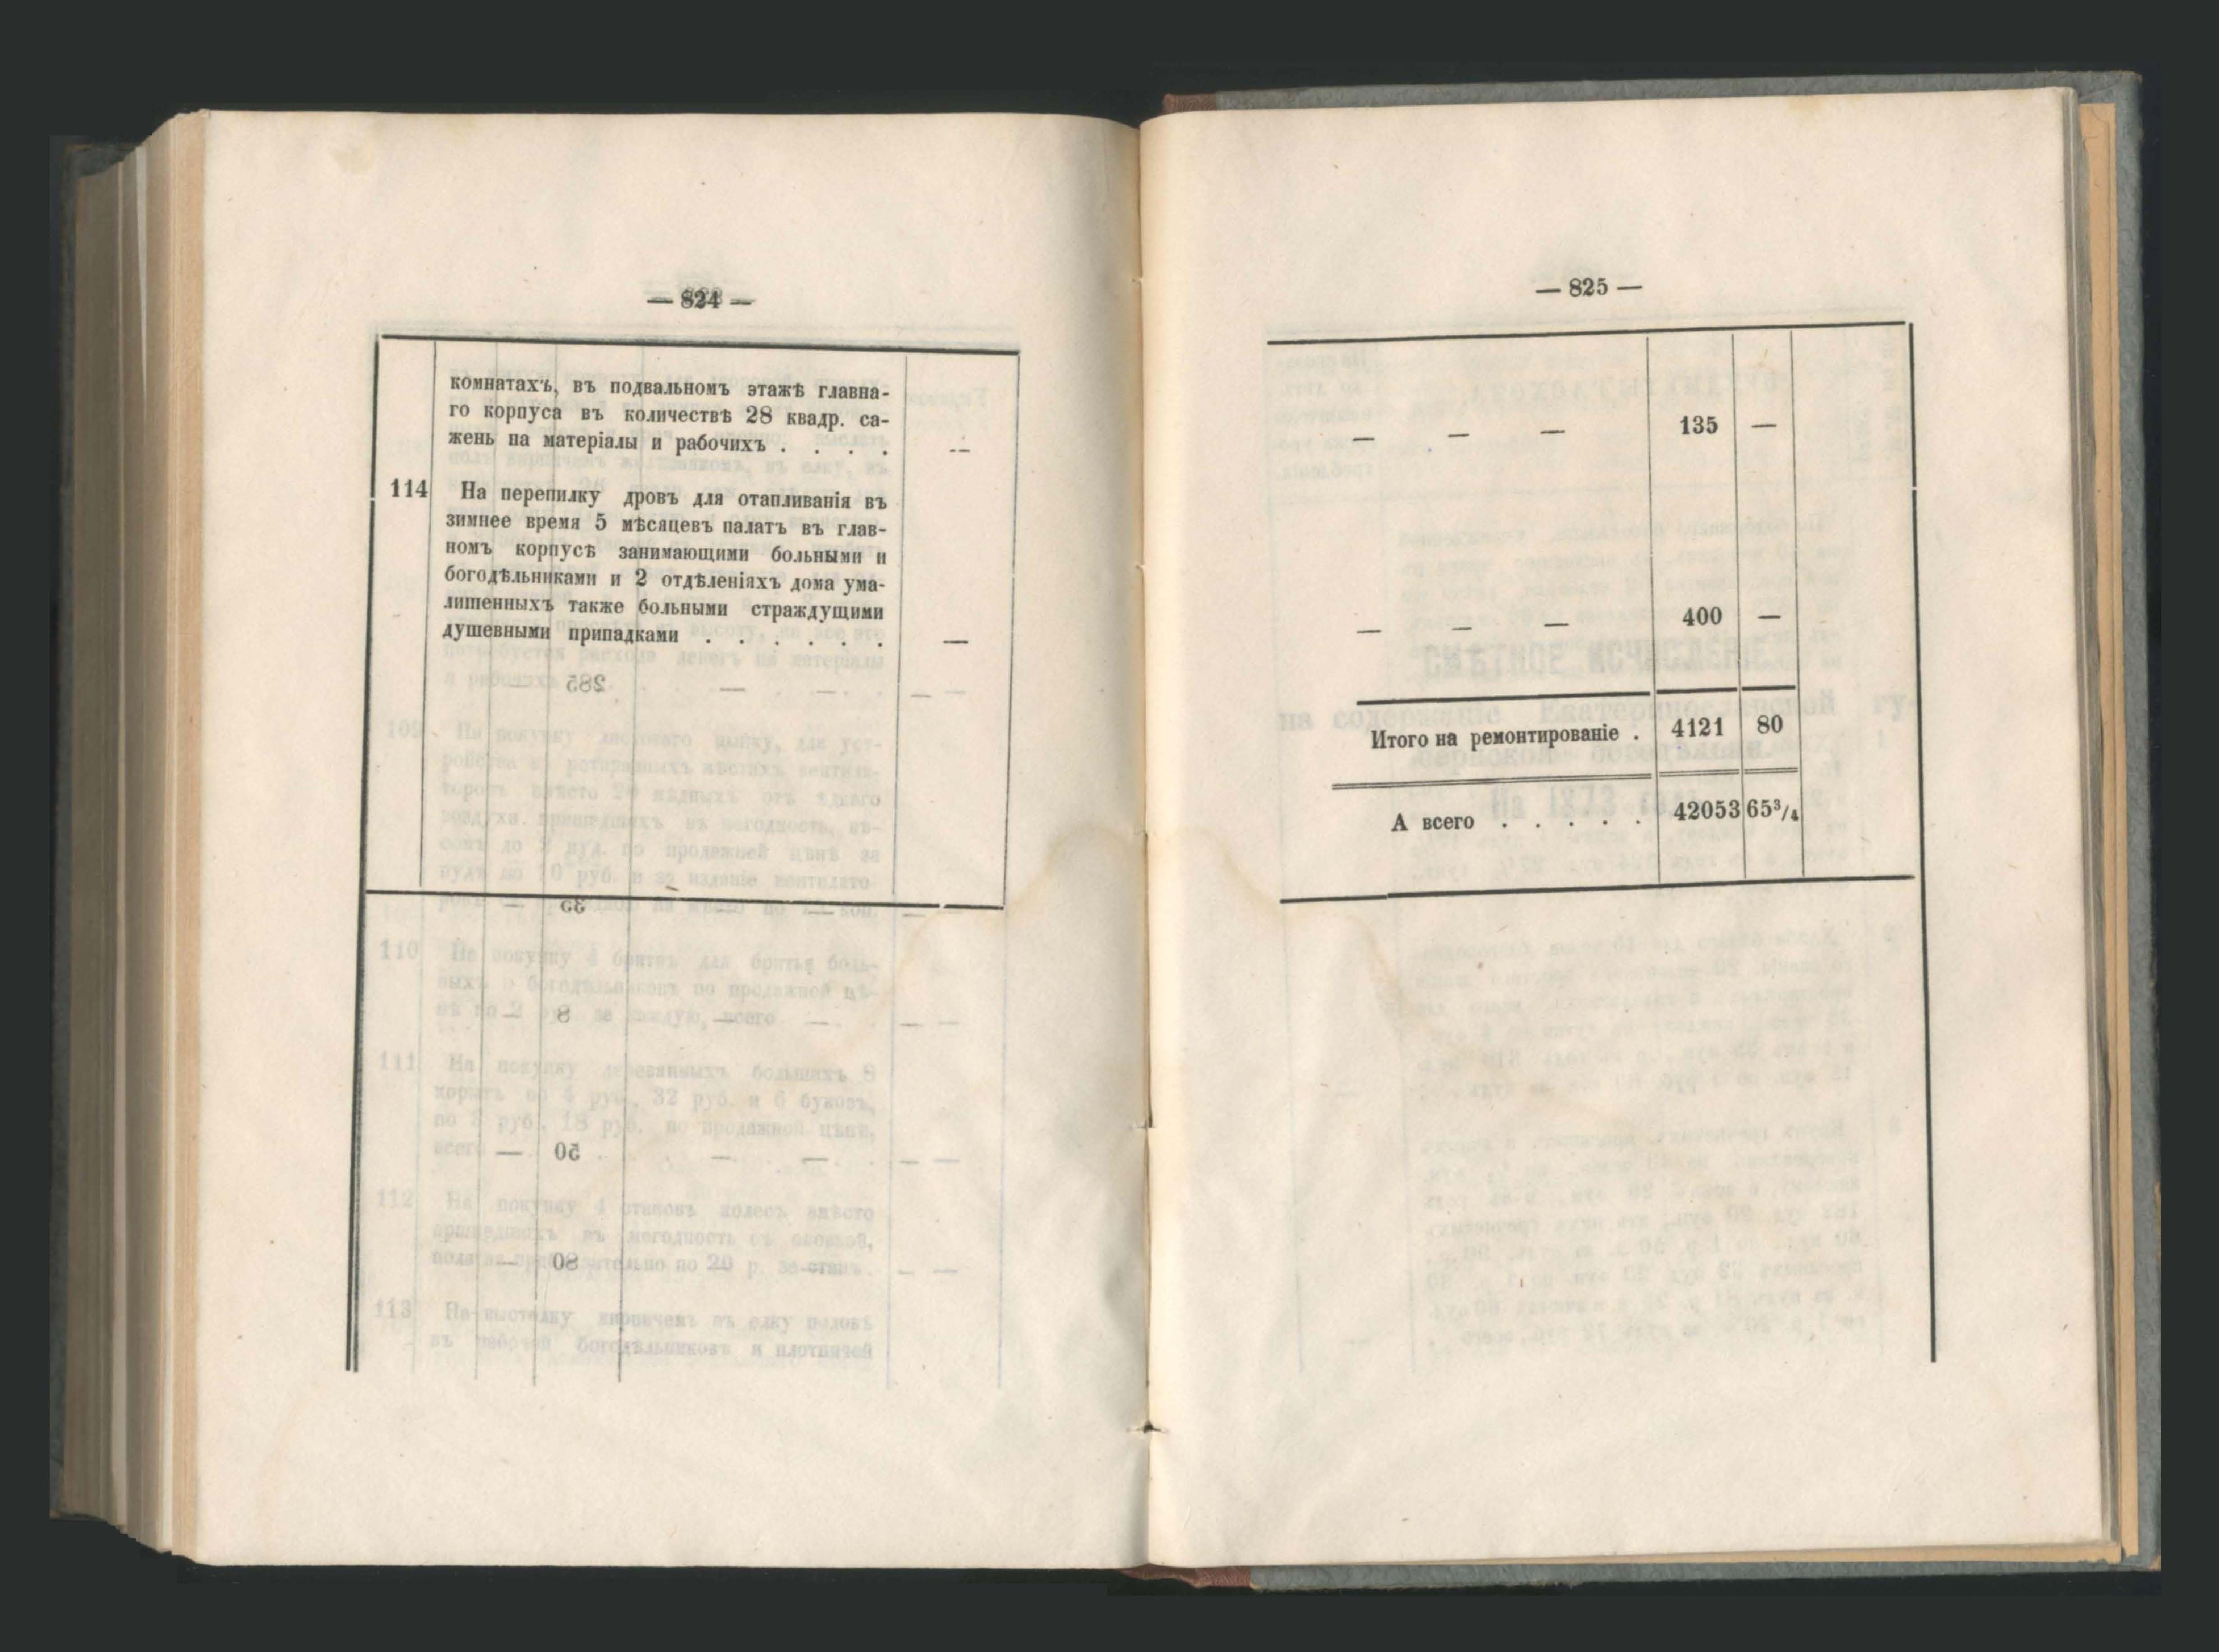 — 824 —
комнатахъ, въ подвальномъ этажѣ главна-
го корпуса въ количествѣ 28 квадр. са-
жень на матеріалы и рабочихъ . . . . --
114 На перепилку дровъ для отапливанія въ
зимнее время 5 мѣсяцевъ палатъ въ глав-
номъ корпусѣ занимающими больными и
богодѣльниками и 2 отдѣленіяхъ дома ума-
лишенныхъ также больными страждущими
душевными припадками . . . . . . —
— 825 —
— — — 135 —
— — — 400 —
Итого на ремонтированіе . 4121 80
А всего . . . . . 42053 65³/₄